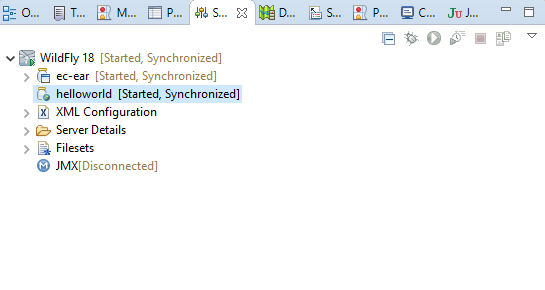 O... T... M... P... S... D... S... P... C... J...
WildFly 18 [Started, Synchronized]
ec-ear [Started, Synchronized]
helloworld [Started, Synchronized]
XML Configuration
Server Details
Filesets
JMX[Disconnected]